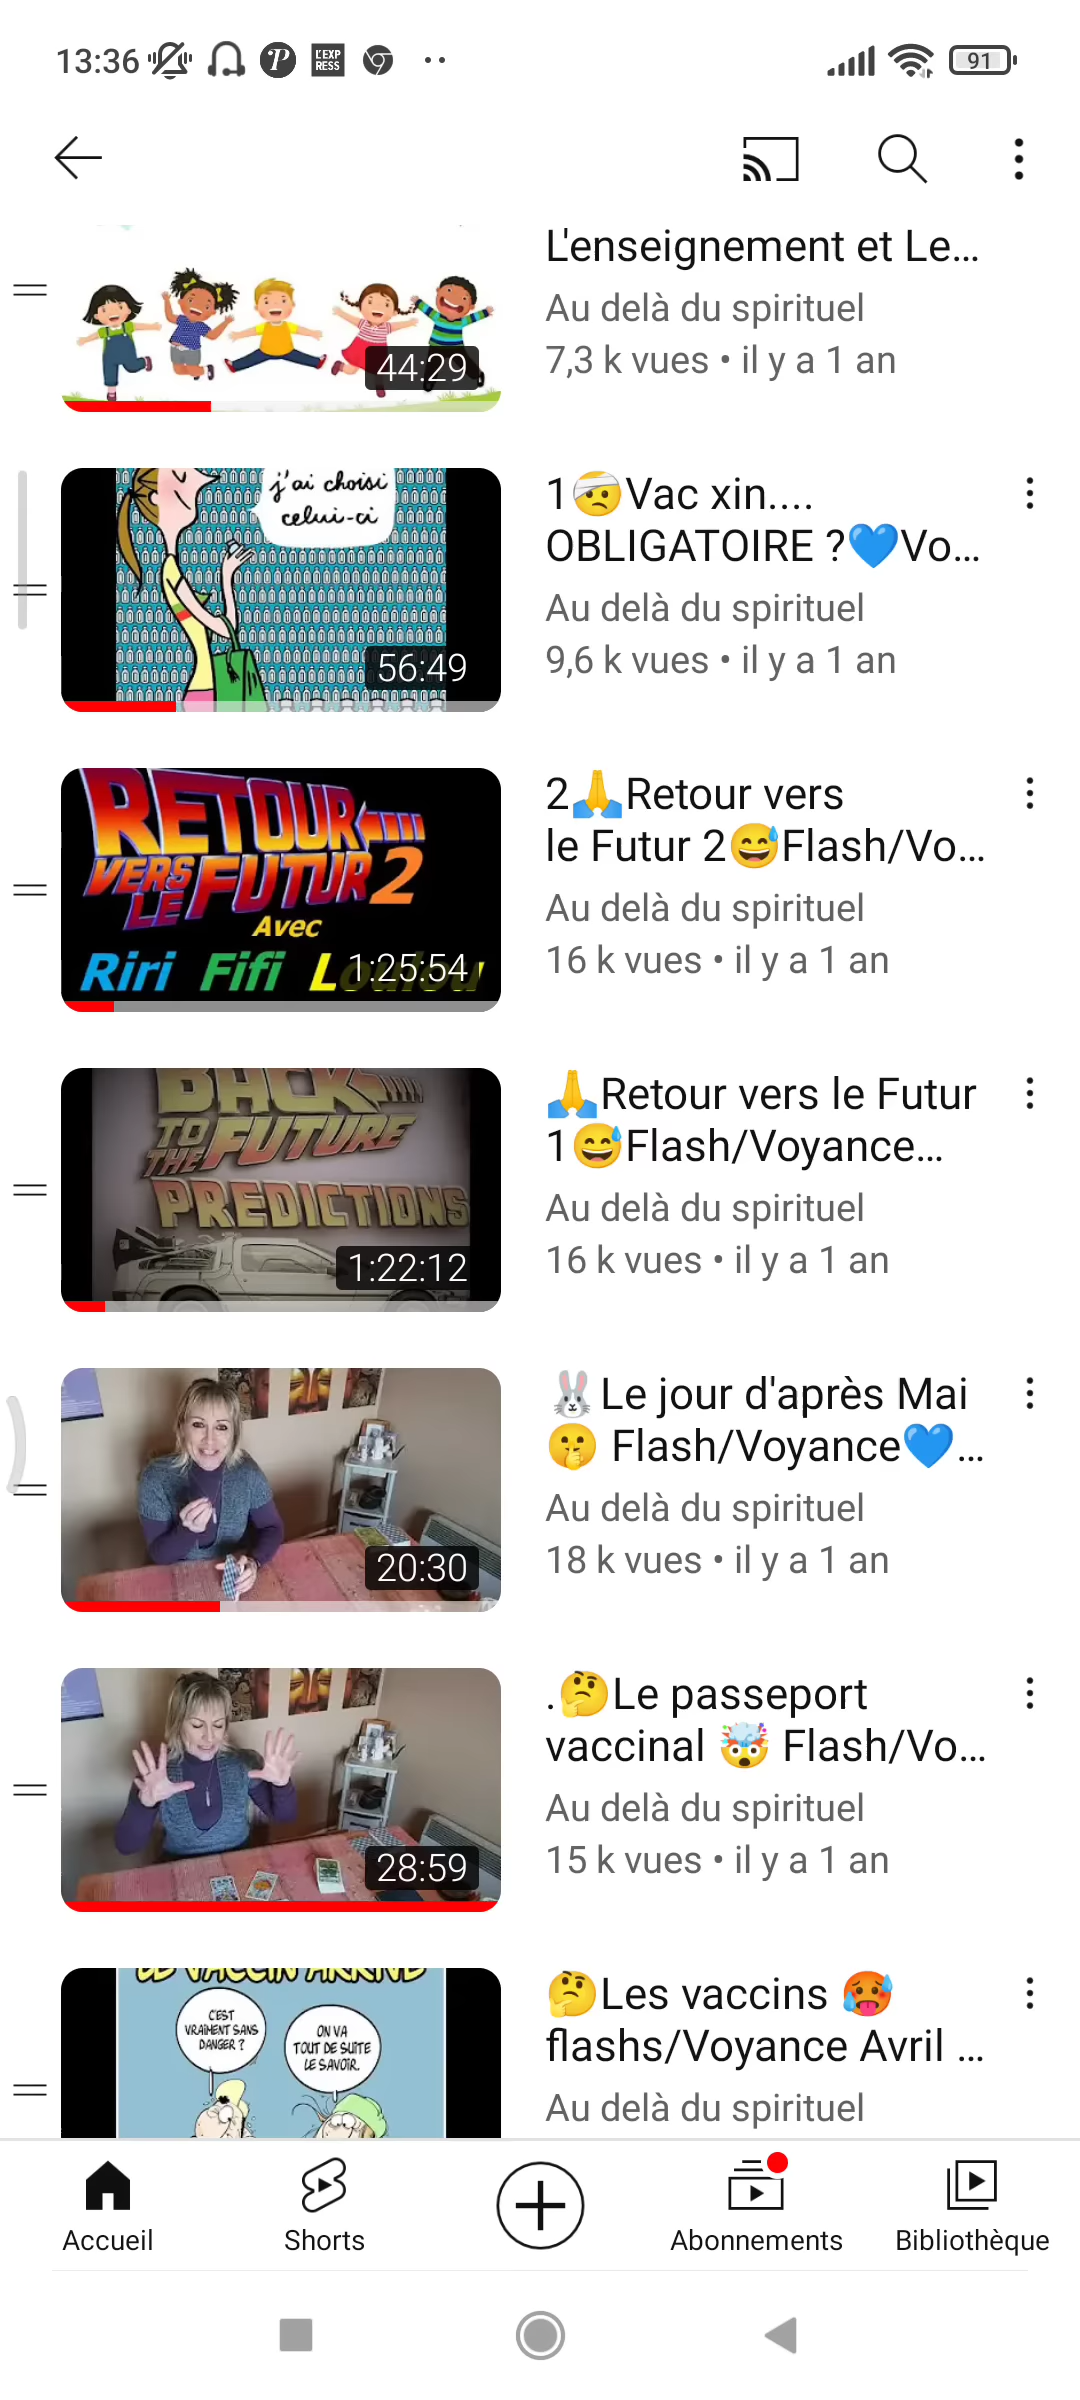 13:36
L'EXP
RESS
91
L'enseignement et Le...
Au delà du spirituel
7,3 k vues • il y a 1 an
44:29
j'ai choisi
celui-ci
56:49
1🤕Vac xin....
OBLIGATOIRE ?💙Vo...
Au delà du spirituel
9,6 k vues • il y a 1 an
RETOUR
VERS LE FUTUR 2
Avec
Riri Fifi Loulou
1:25:54
2🙏Retour vers
le Futur 2😅Flash/Vo...
Au delà du spirituel
16 k vues • il y a 1 an
BACK
TO THE FUTURE
PREDICTIONS
1:22:12
🙏Retour vers le Futur
1😅Flash/Voyance...
Au delà du spirituel
16 k vues • il y a 1 an
20:30
🐰Le jour d'après Mai
🤫 Flash/Voyance💙...
Au delà du spirituel
18 k vues • il y a 1 an
28:59
.🤔Le passeport
vaccinal 🤯 Flash/Vo...
Au delà du spirituel
15 k vues • il y a 1 an
LE VACCIN ARRIVE
C'EST
VRAIMENT SANS
DANGER ?
ON VA
TOUT DE SUITE
LE SAVOIR.
🤔Les vaccins 🥵
flashs/Voyance Avril ...
Au delà du spirituel
Accueil
Shorts
Abonnements
Bibliothèque